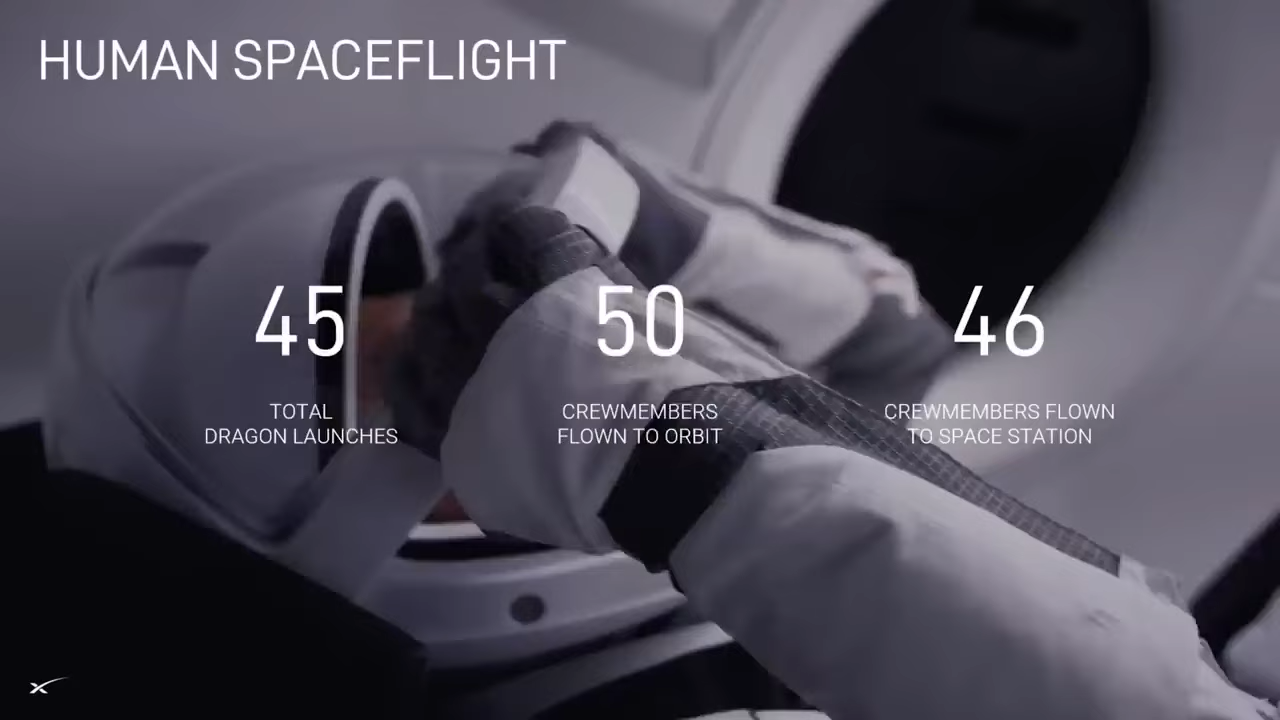 HUMAN SPACEFLIGHT
45
TOTAL
DRAGON LAUNCHES
50
CREWMEMBERS
FLOWN TO ORBIT
46
CREWMEMBERS FLOWN
TO SPACE STATION